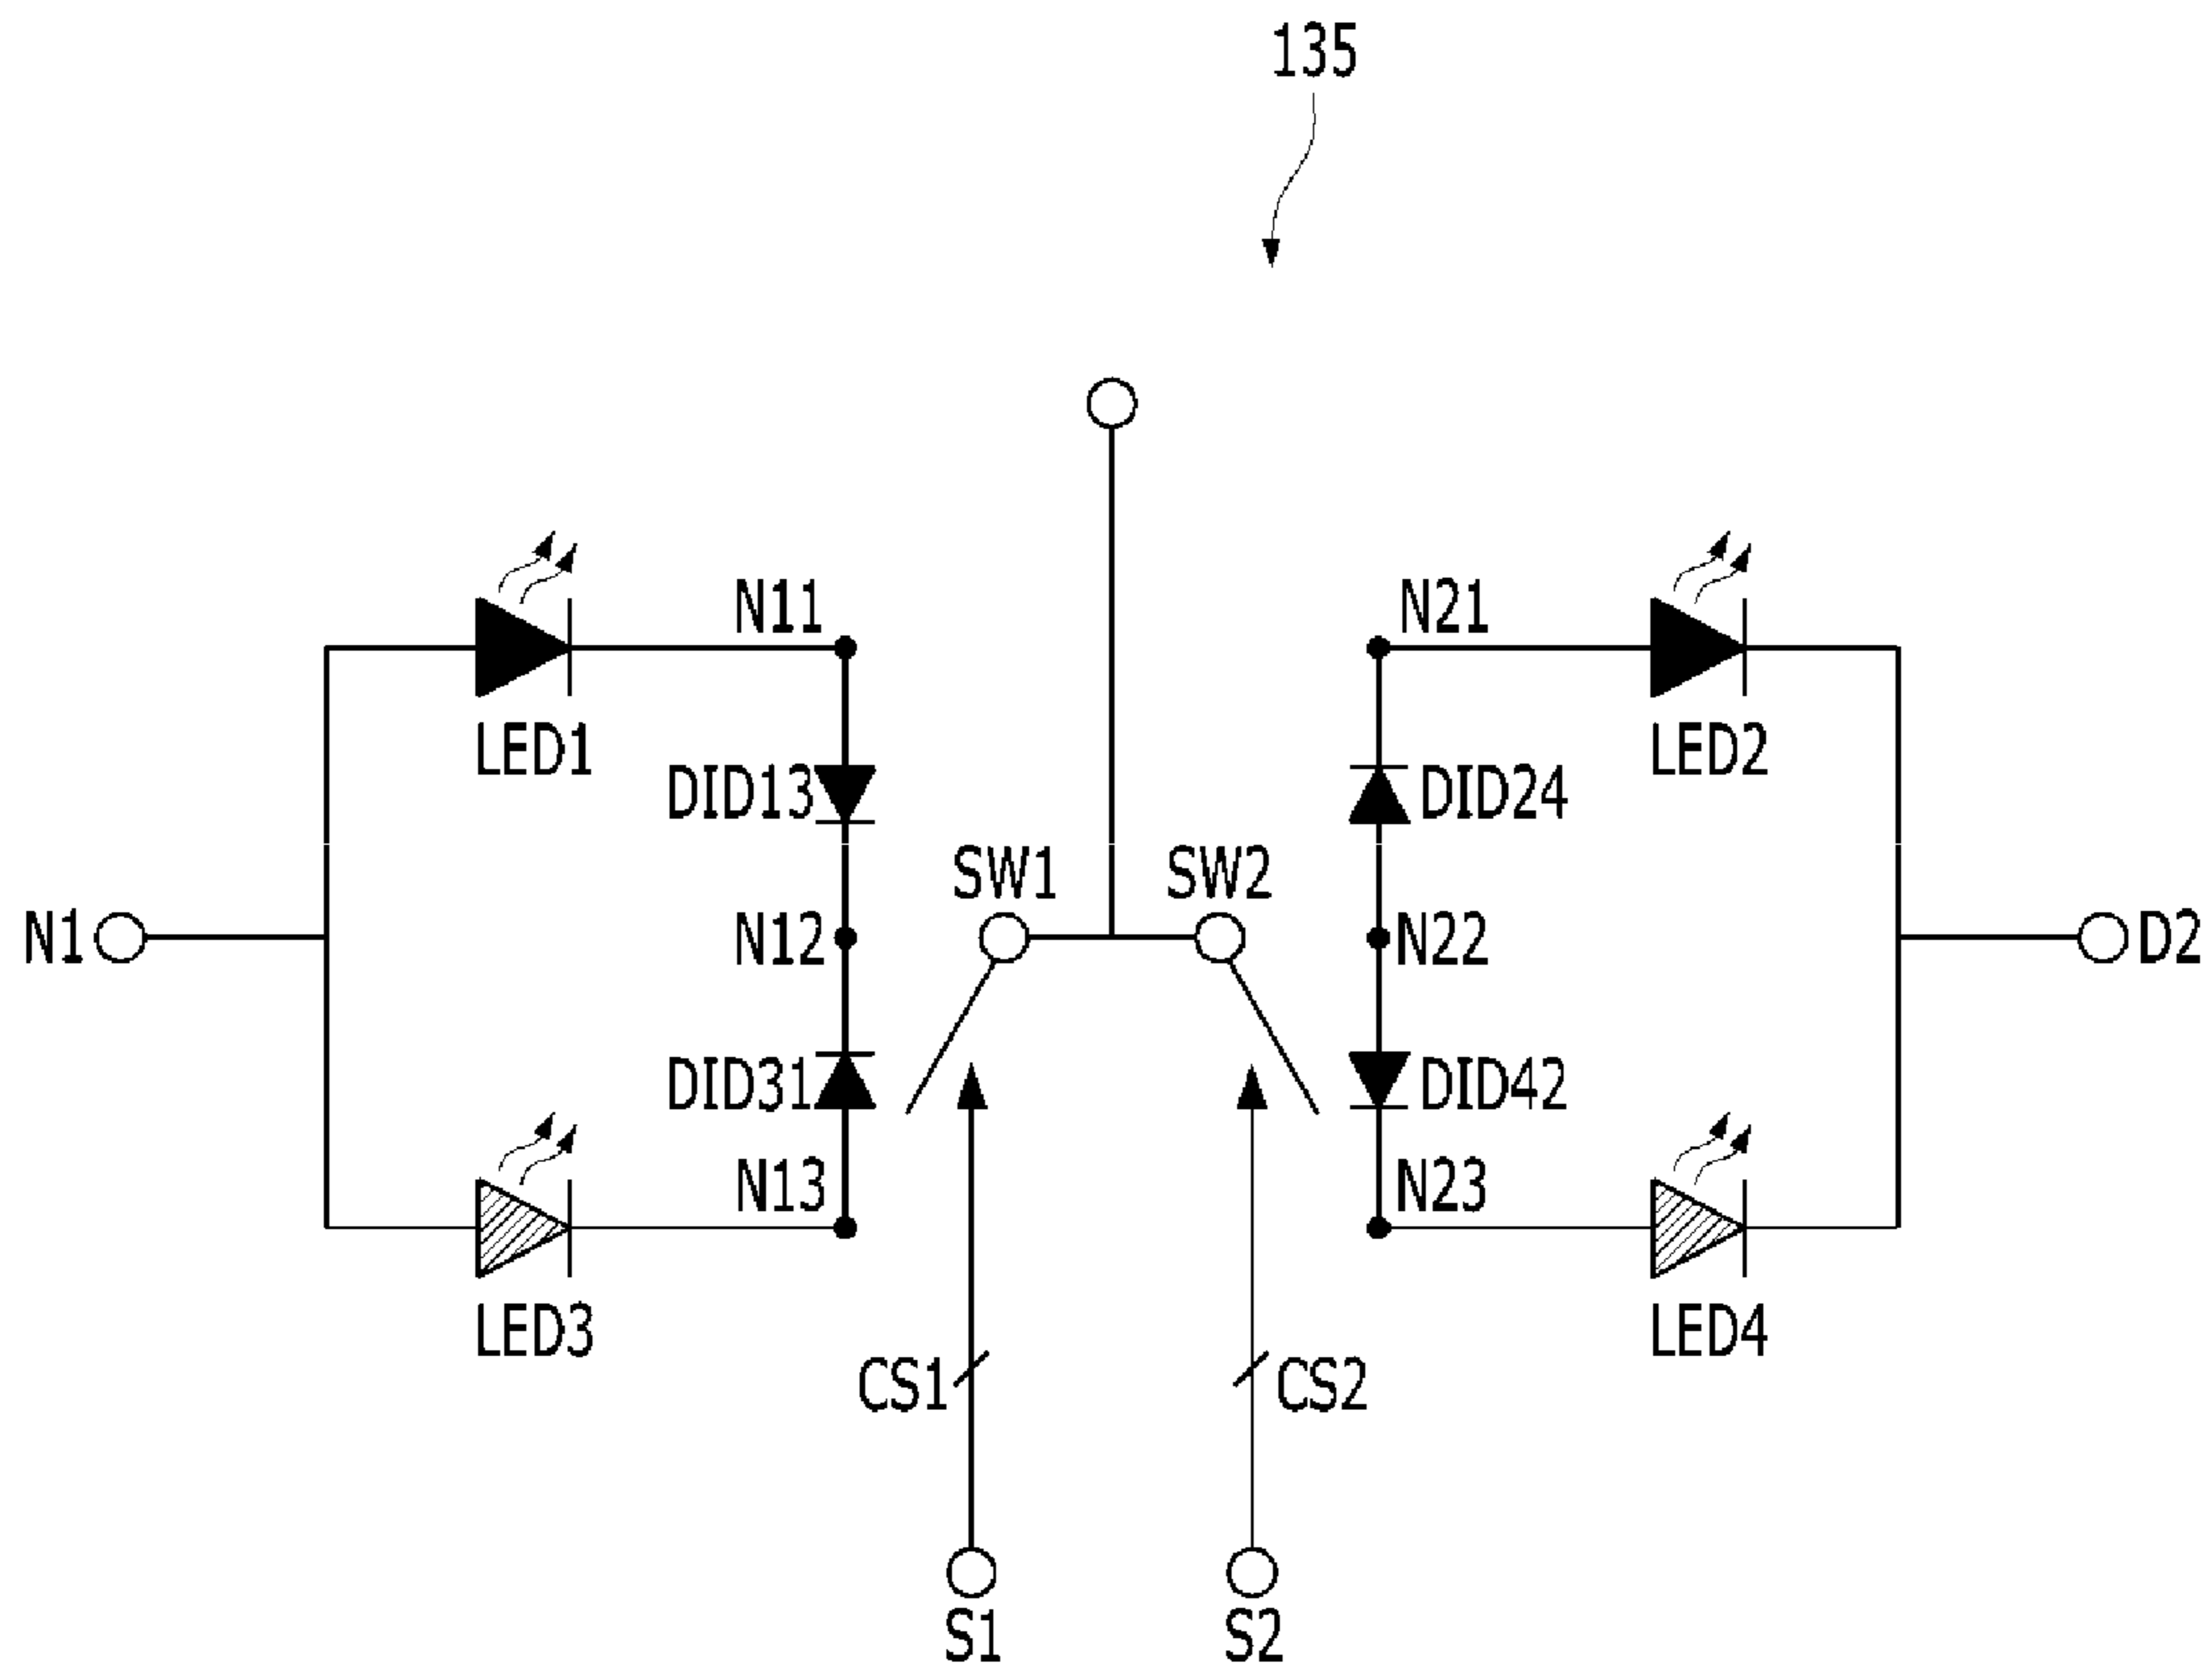 135
N11
N21
LED1
LED2
DID13
DID24
SW1
SW2
N1
N12
N22
D2
DID31
DID42
N13
N23
LED3
LED4
CS1
CS2
S1
S2